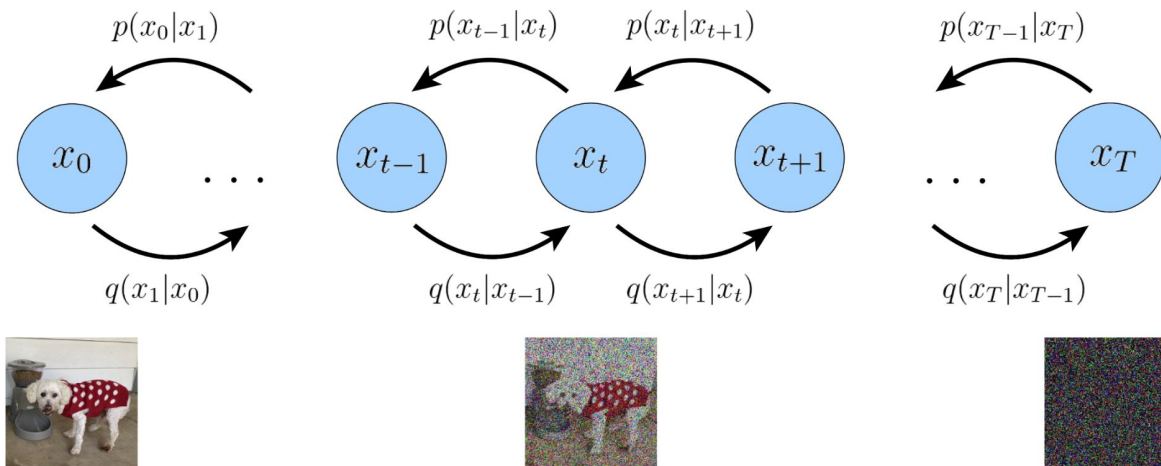 p(x_0|x_1) p(x_{t-1}|x_t) p(x_t|x_{t+1}) p(x_{T-1}|x_T)
x_0 ... x_{t-1} x_t x_{t+1} ... x_T
q(x_1|x_0) q(x_t|x_{t-1}) q(x_{t+1}|x_t) q(x_T|x_{T-1})